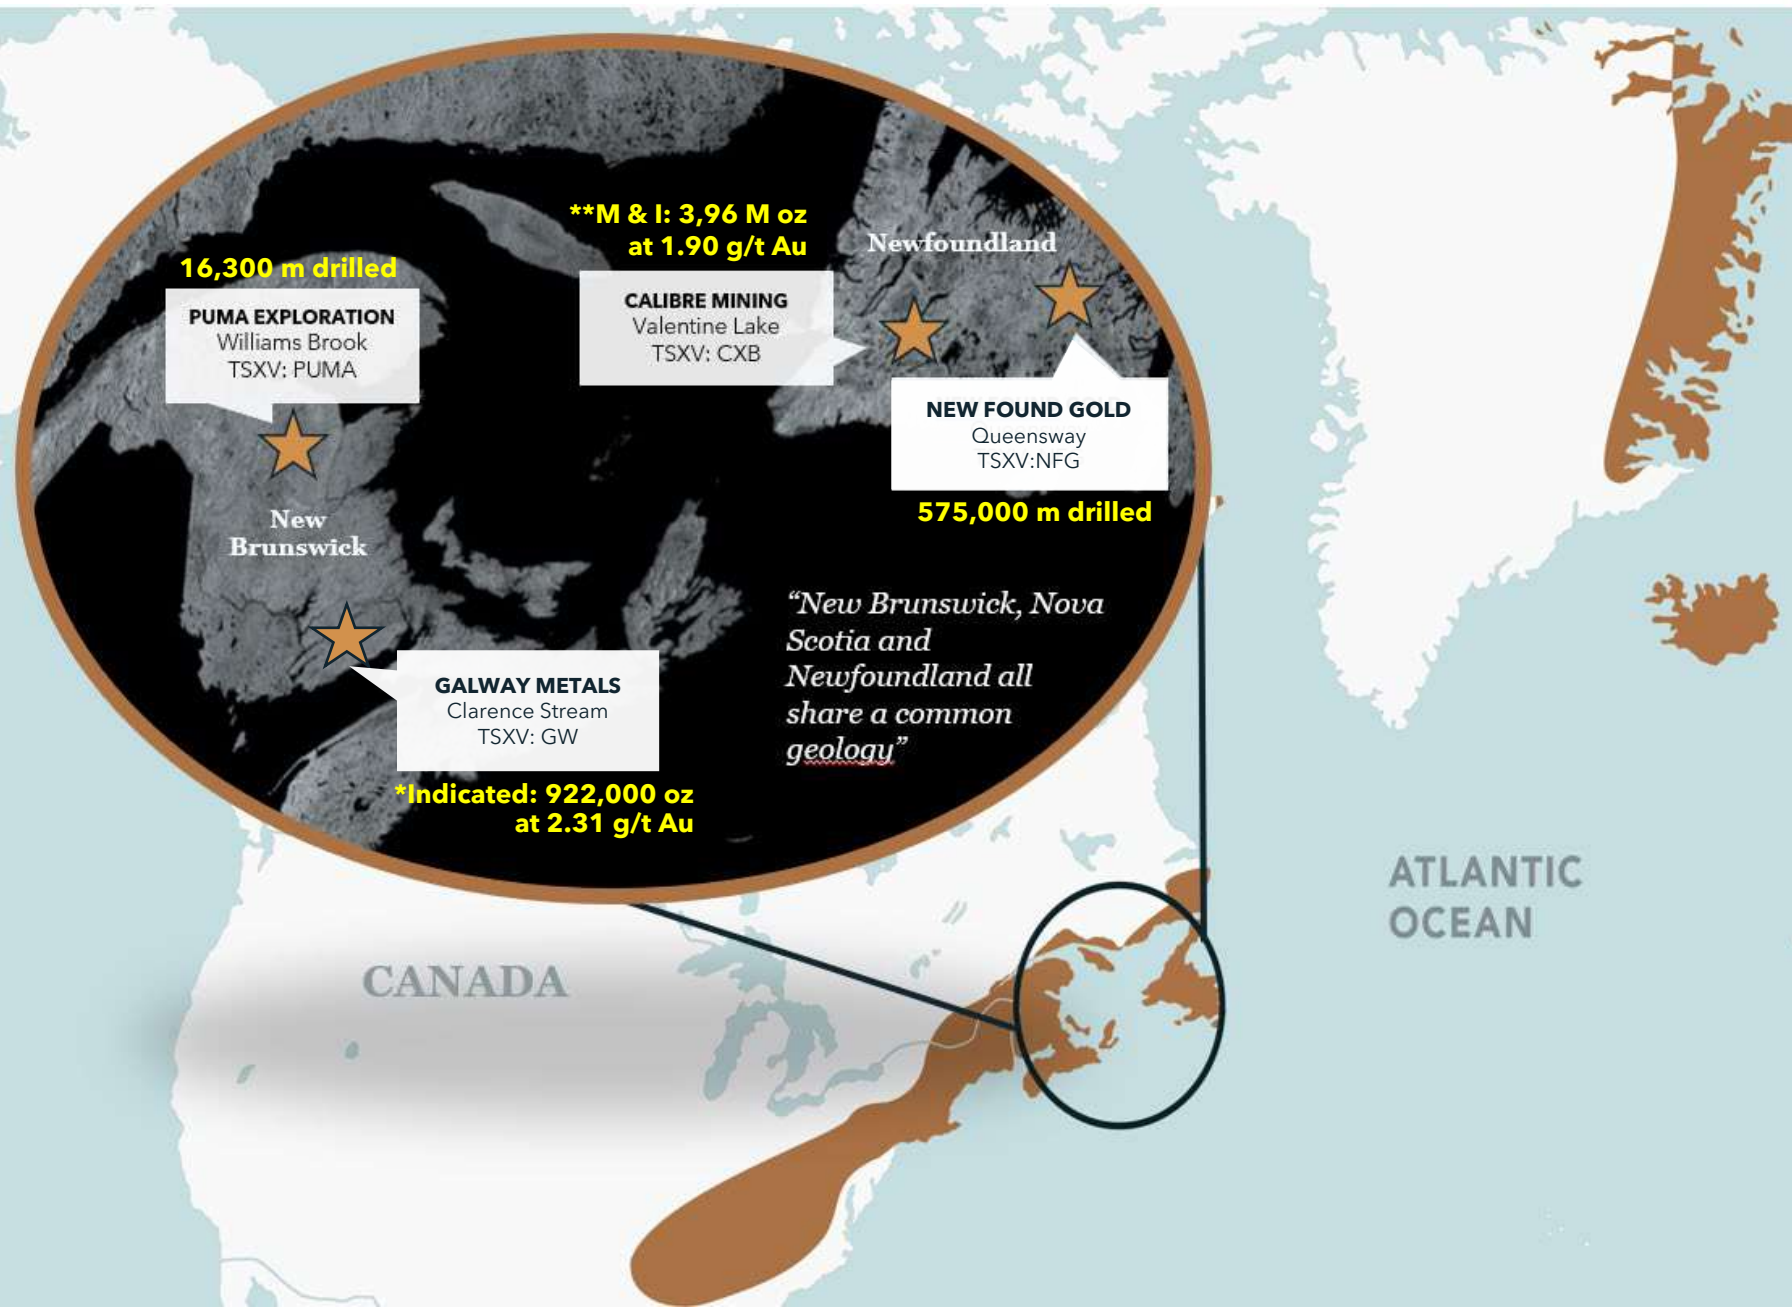 **M & I: 3,96 M oz
at 1.90 g/t Au
Newfoundland
16,300 m drilled
PUMA EXPLORATION
Williams Brook
TSXV: PUMA
CALIBRE MINING
Valentine Lake
TSXV: CXB
NEW FOUND GOLD
Queensway
TSXV:NFG
575,000 m drilled
New
Brunswick
“New Brunswick, Nova
Scotia and
Newfoundland all
share a common
geology”
GALWAY METALS
Clarence Stream
TSXV: GW
*Indicated: 922,000 oz
at 2.31 g/t Au
ATLANTIC
OCEAN
CANADA